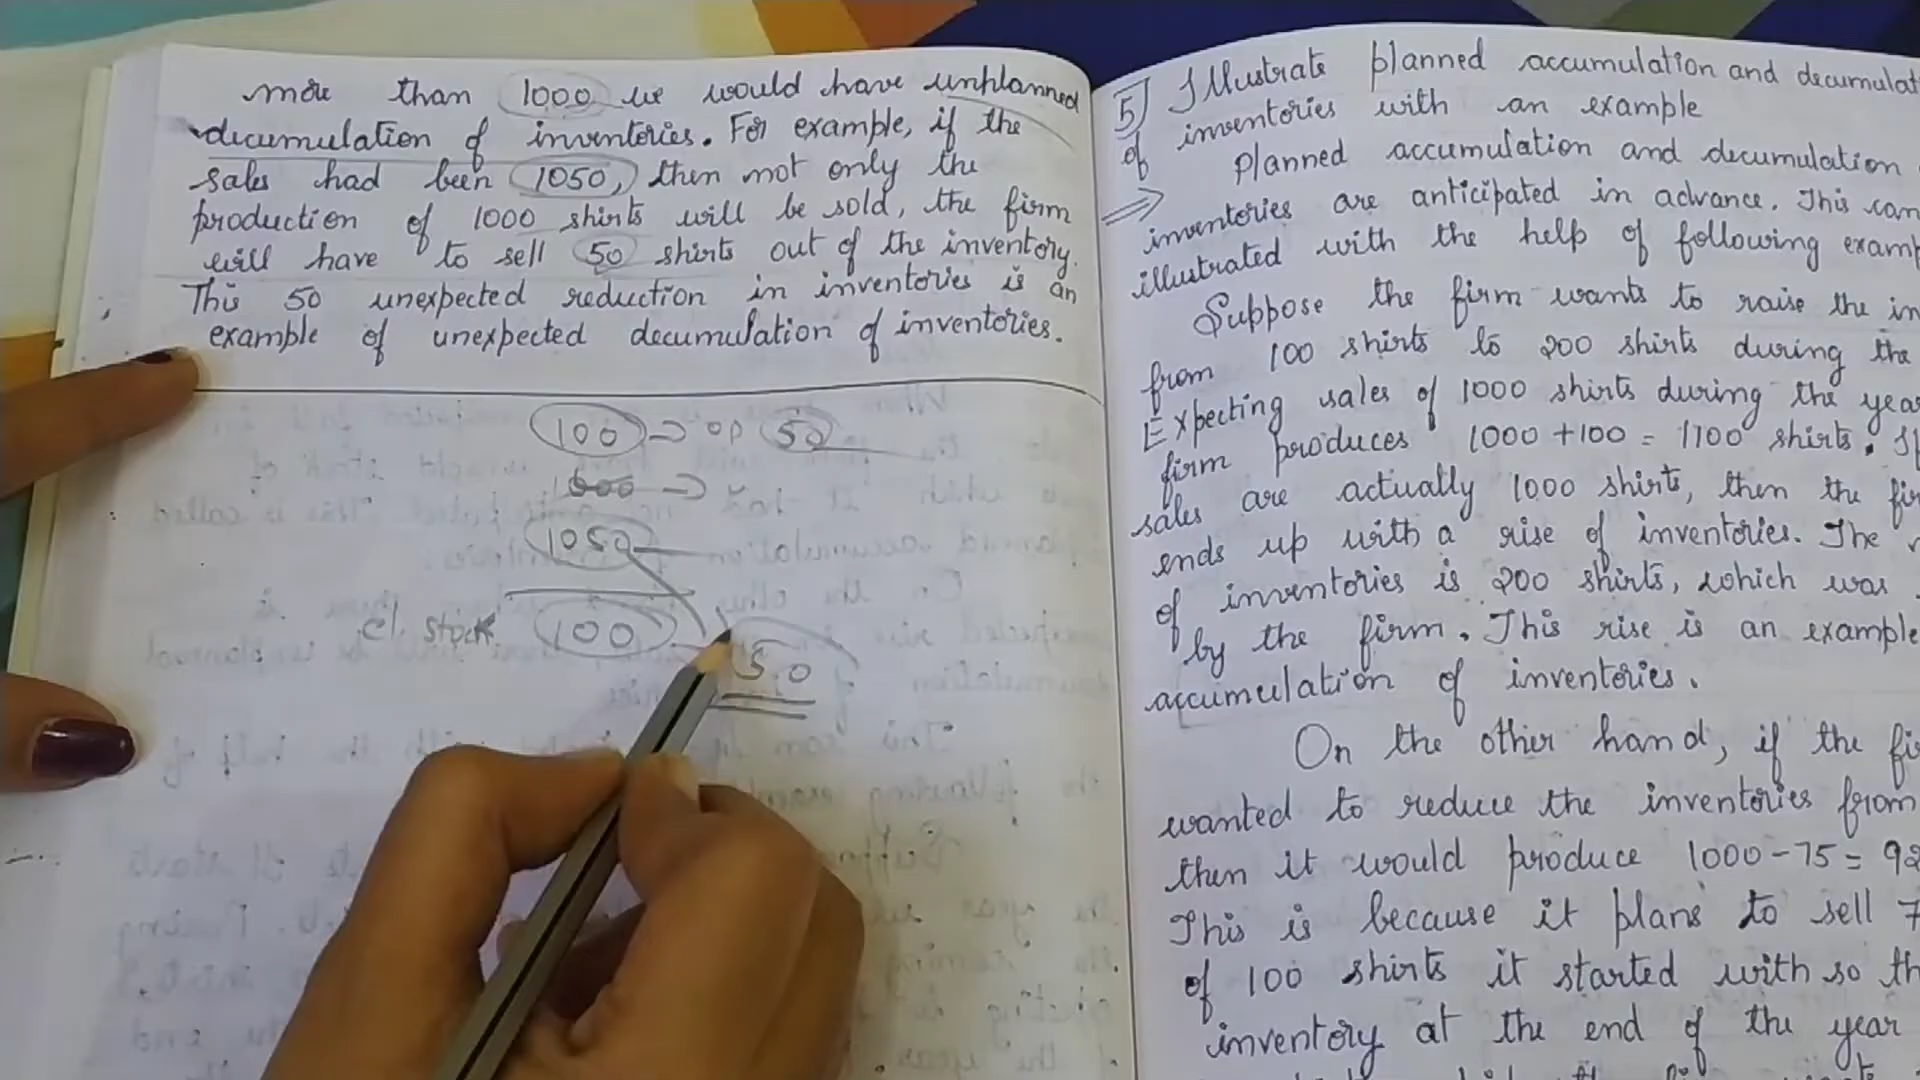 more than 1000 we would have unplanned
decumulation of inventories. For example, if the
sales had been 1050, then not only the
production of 1000 shirts will be sold, the firm
will have to sell 50 shirts out of the inventory.
This 50 unexpected reduction in inventories is an
example of unexpected decumulation of inventories.
100 → op 50
1000 →
1050
cl. stock 100
50
5] Illustrate planned accumulation and decumulat
of inventories with an example
⇒ Planned accumulation and decumulation
inventories are anticipated in advance. This can
illustrated with the help of following examp
Suppose the firm wants to raise the in
from 100 shirts to 200 shirts during the
Expecting sales of 1000 shirts during the yea
firm produces 1000 + 100 = 1100 shirts. If
sales are actually 1000 shirts, then the fir
ends up with a rise of inventories. The
of inventories is 200 shirts, which was
by the firm. This rise is an example
accumulation of inventories.
On the other hand, if the fi
wanted to reduce the inventories from
then it would produce 1000 - 75 = 92
This is because it plans to sell 7
of 100 shirts it started with so th
inventory at the end of the year